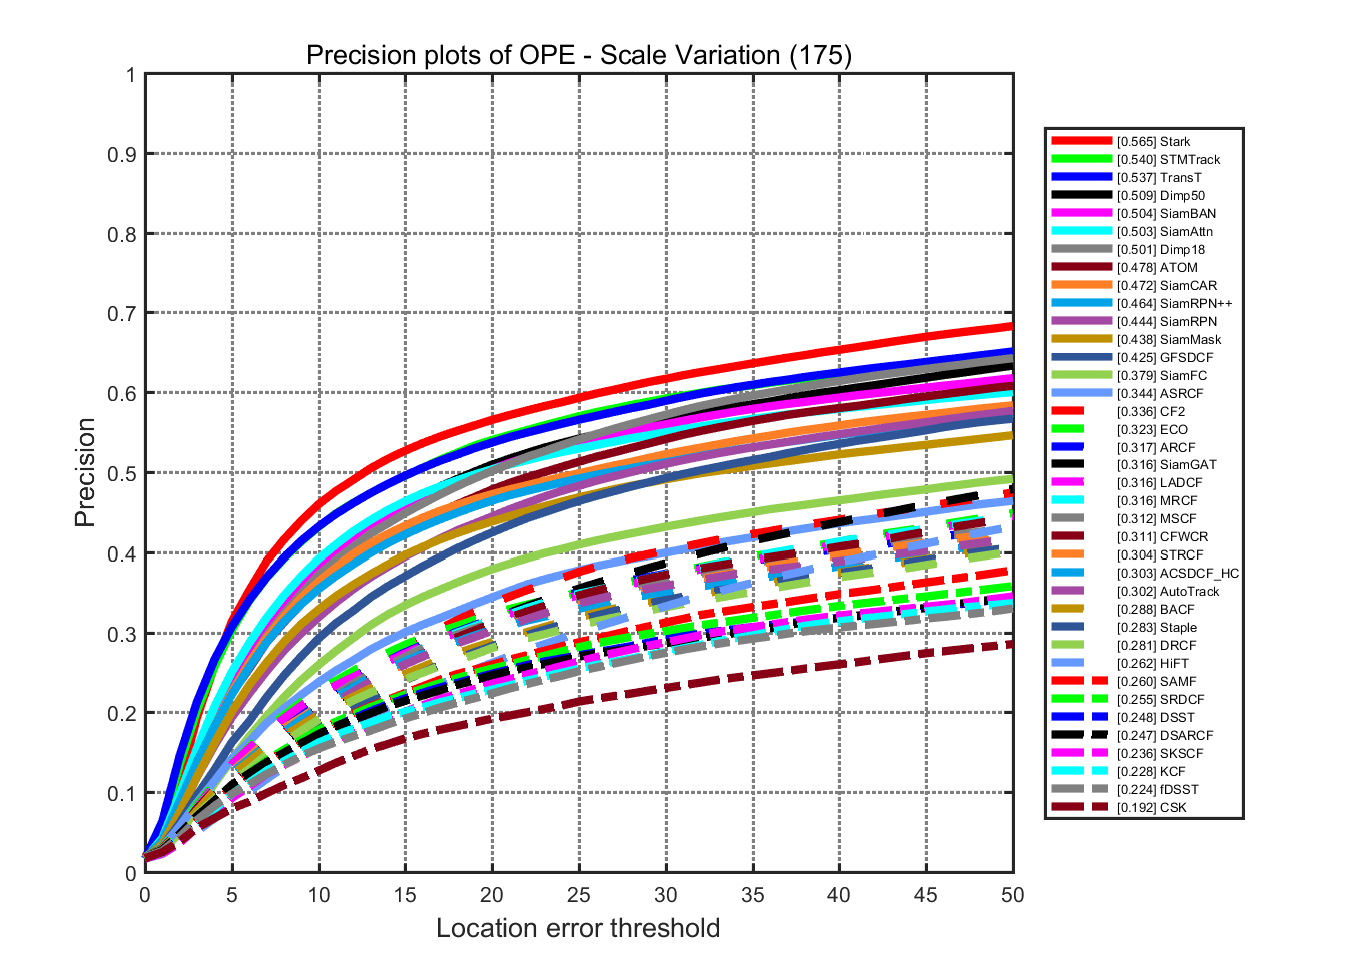 Precision plots of OPE - Scale Variation (175)
1
0.9
0.8
0.7
0.6
0.5
0.4
0.3
0.2
0.1
0
Precision
0 5 10 15 20 25 30 35 40 45 50
Location error threshold
[0.565] Stark
[0.540] STMTrack
[0.537] TransT
[0.509] Dimp50
[0.504] SiamBAN
[0.503] SiamAttn
[0.501] Dimp18
[0.478] ATOM
[0.472] SiamCAR
[0.464] SiamRPN++
[0.444] SiamRPN
[0.438] SiamMask
[0.425] GFSDCF
[0.379] SiamFC
[0.344] ASRCF
[0.336] CF2
[0.323] ECO
[0.317] ARCF
[0.316] SiamGAT
[0.316] LADCF
[0.316] MRCF
[0.312] MSCF
[0.311] CFWCR
[0.304] STRCF
[0.303] ACSDCF_HC
[0.302] AutoTrack
[0.288] BACF
[0.283] Staple
[0.281] DRCF
[0.262] HiFT
[0.260] SAMF
[0.255] SRDCF
[0.248] DSST
[0.247] DSARCF
[0.236] SKSCF
[0.228] KCF
[0.224] fDSST
[0.192] CSK